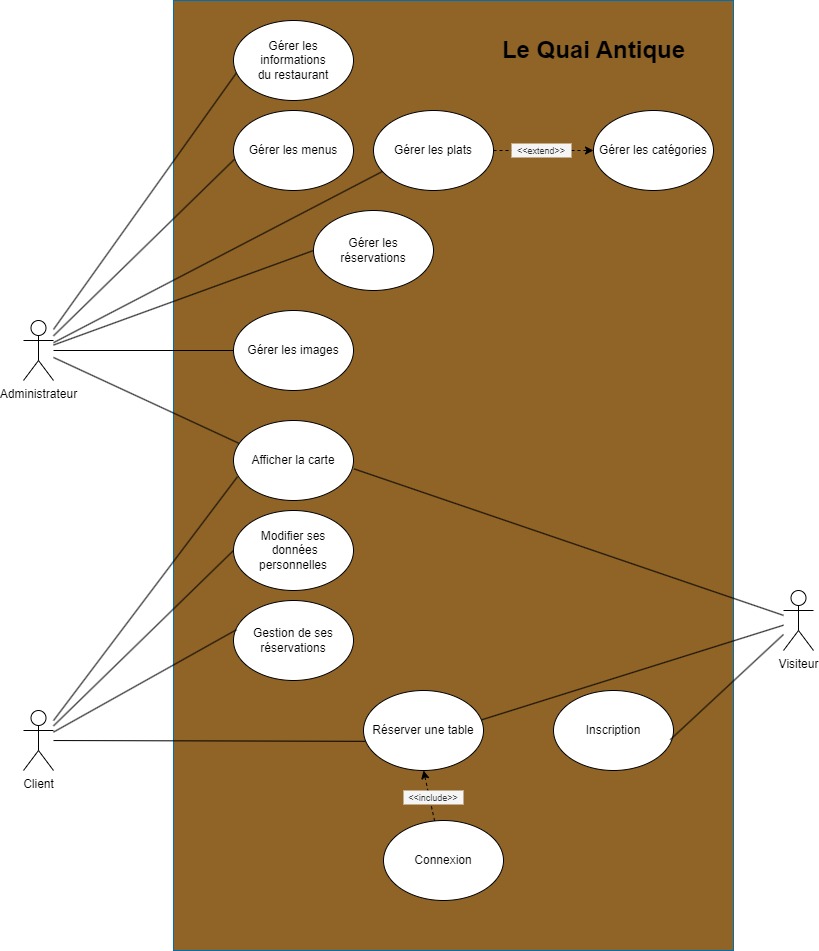 Le Quai Antique
Gérer les
informations
du restaurant
Gérer les menus
Gérer les plats
<<extend>>
Gérer les catégories
Gérer les
réservations
Gérer les images
Administrateur
Afficher la carte
Modifier ses
données
personnelles
Gestion de ses
réservations
Visiteur
Réserver une table
Inscription
Client
<<include>>
Connexion